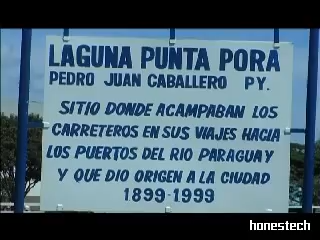 LAGUNA PUNTA PORA
PEDRO JUAN CABALLERO PY.
SITIO DONDE ACAMPABAN LOS
CARRETEROS EN SUS VIAJES HACIA
LOS PUERTOS DEL RIO PARAGUAY
Y QUE DIO ORIGEN A LA CIUDAD
1899-1999
honestech